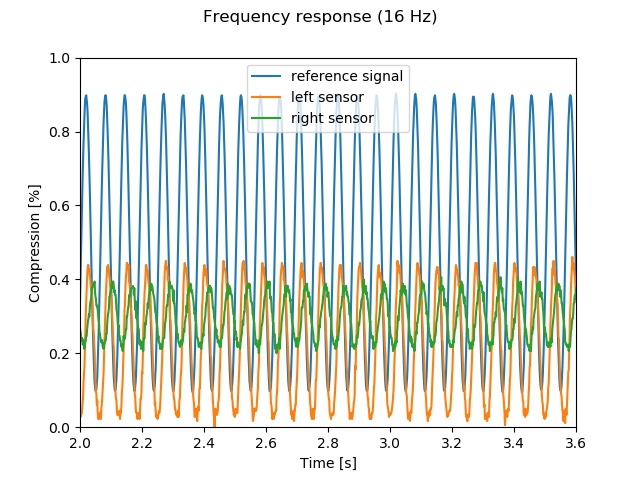 Frequency response (16 Hz)
reference signal
left sensor
right sensor
Compression [%]
1.0
0.8
0.6
0.4
0.2
0.0
2.0 2.2 2.4 2.6 2.8 3.0 3.2 3.4 3.6
Time [s]